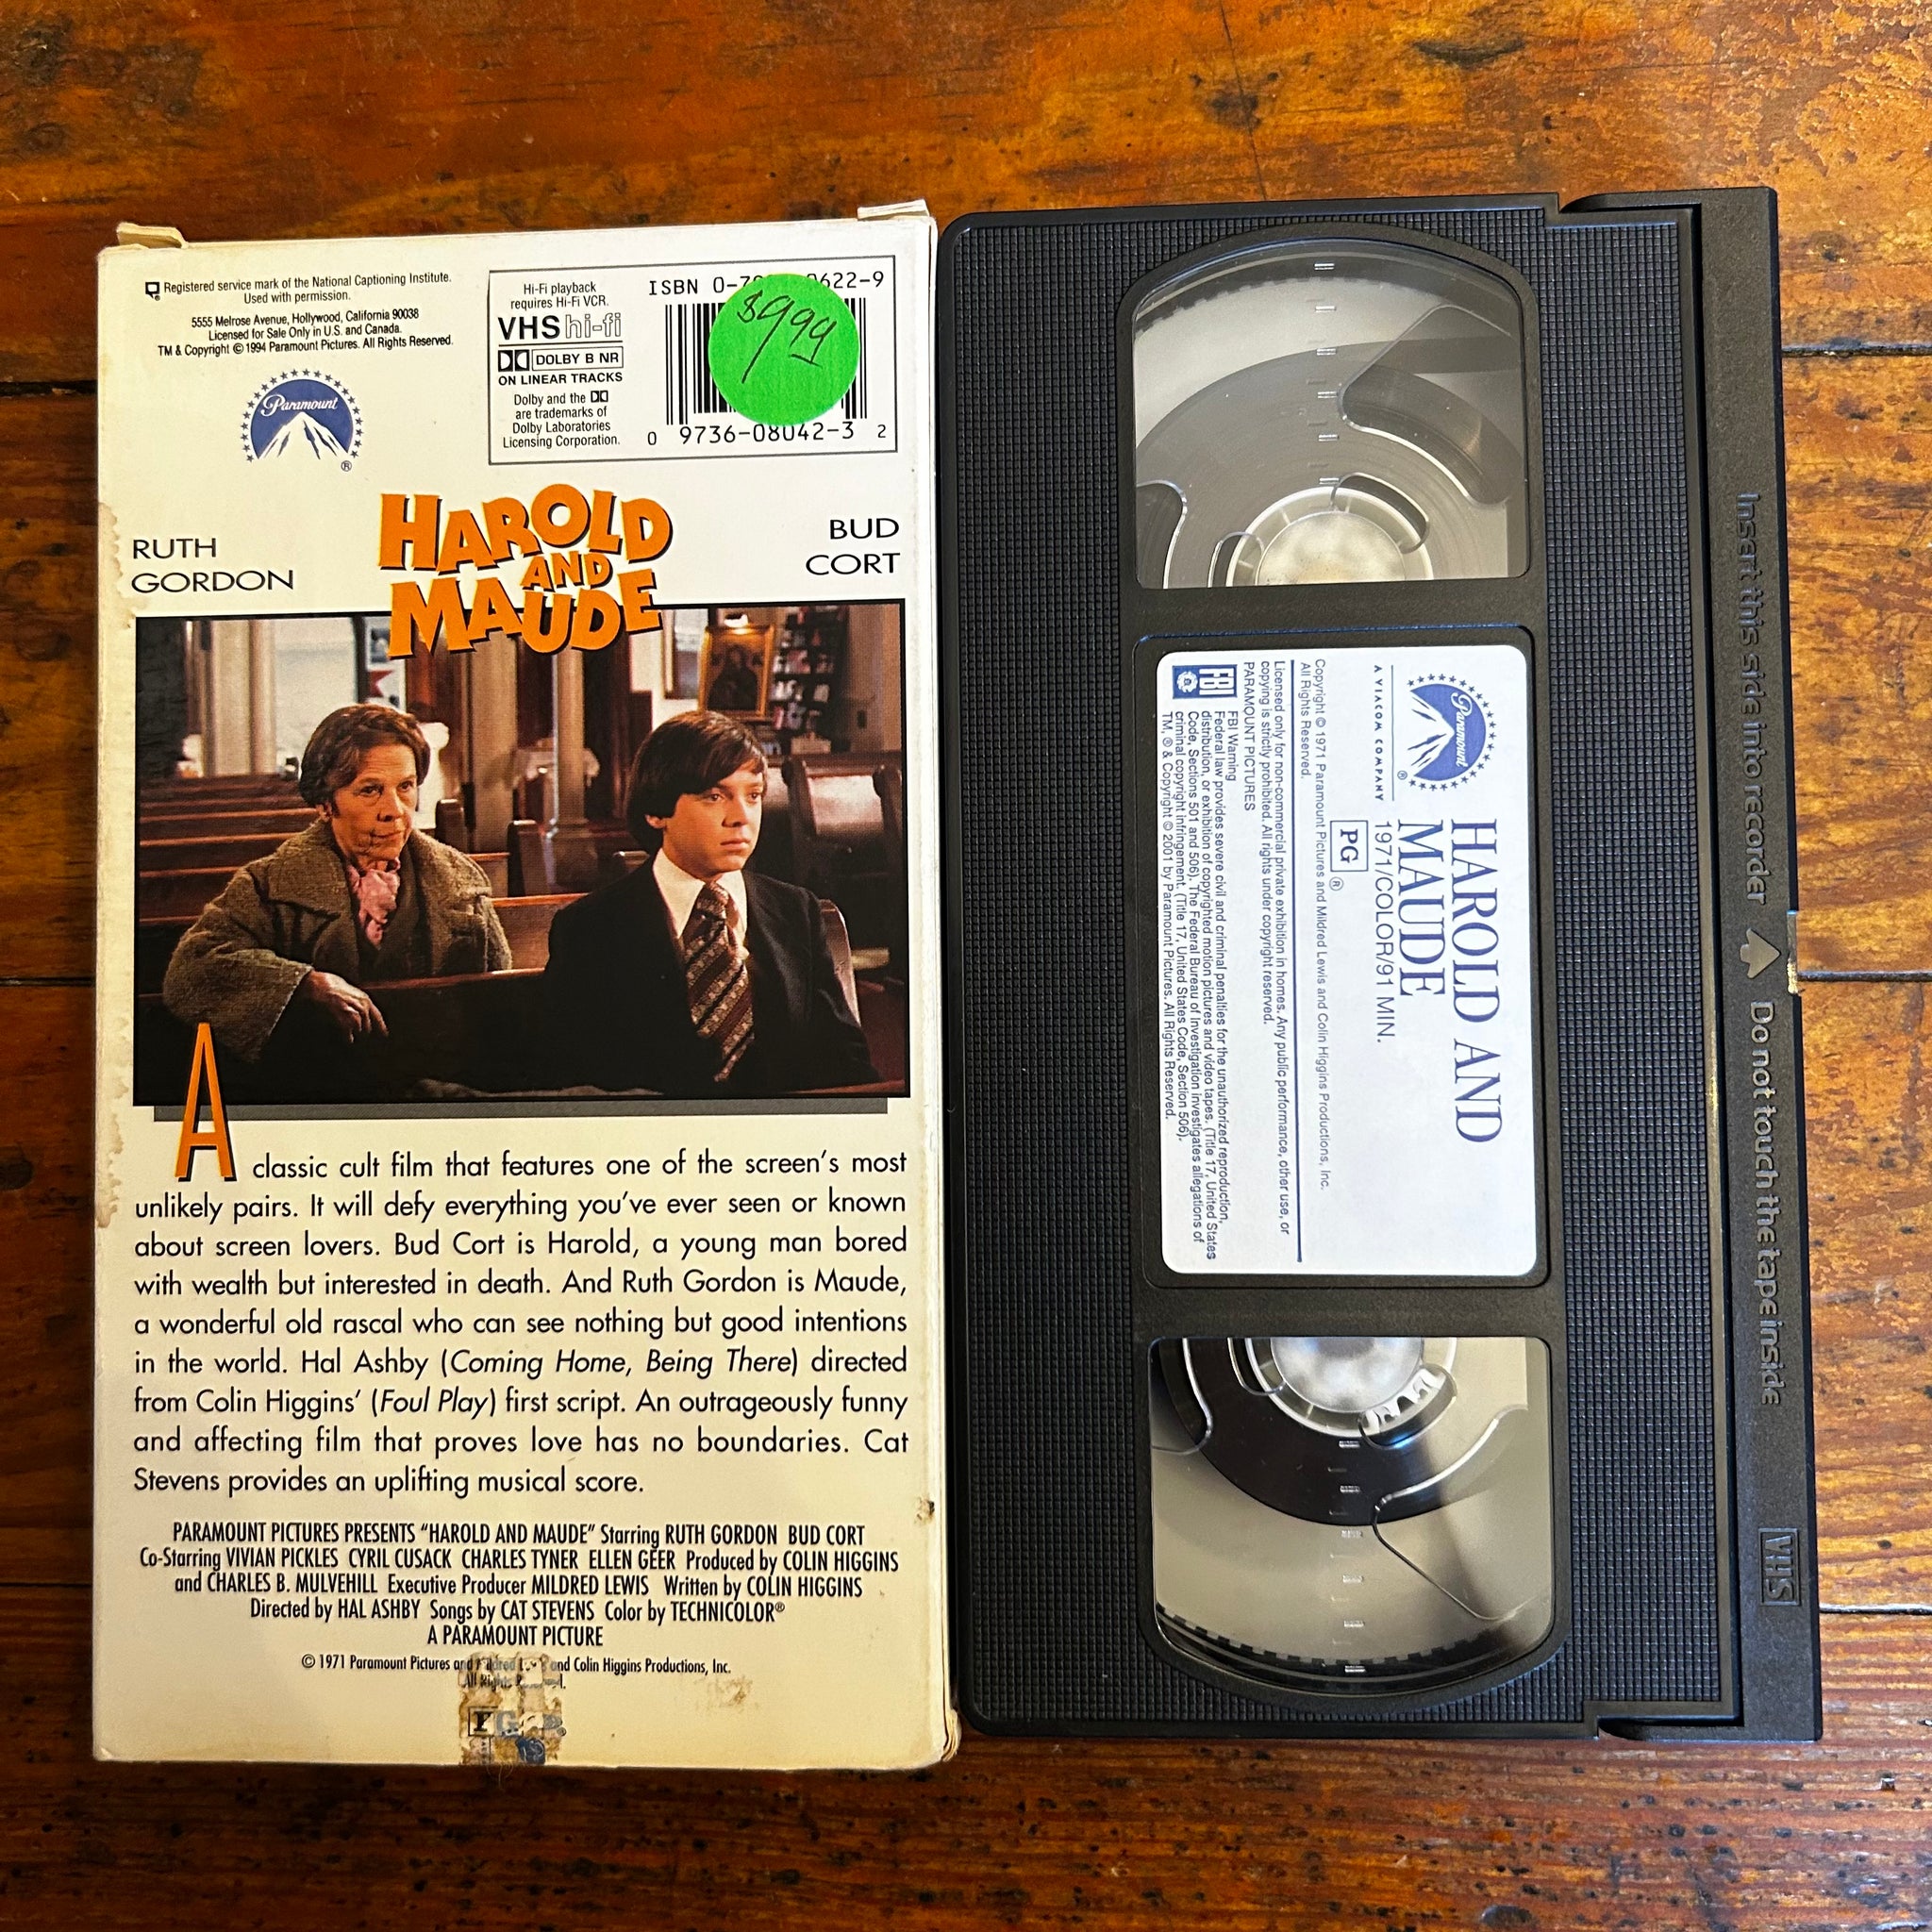 Registered service mark of the National Captioning Institute.
Used with permission.
5555 Melrose Avenue, Hollywood, California 90038
Licensed for Sale Only in U.S. and Canada.
TM & Copyright © 1994 Paramount Pictures. All Rights Reserved.
Paramount
®
Hi-Fi playback
requires Hi-Fi VCR.
VHS hi-fi
DOLBY B NR
ON LINEAR TRACKS
Dolby and the
are trademarks of
Dolby Laboratories
Licensing Corporation.
ISBN 0-7 622-9
$999
0 9736-08042-3 2
RUTH
GORDON
HAROLD
AND
MAUDE
BUD
CORT
A classic cult film that features one of the screen's most
unlikely pairs. It will defy everything you've ever seen or known
about screen lovers. Bud Cort is Harold, a young man bored
with wealth but interested in death. And Ruth Gordon is Maude,
a wonderful old rascal who can see nothing but good intentions
in the world. Hal Ashby (Coming Home, Being There) directed
from Colin Higgins' (Foul Play) first script. An outrageously funny
and affecting film that proves love has no boundaries. Cat
Stevens provides an uplifting musical score.
PARAMOUNT PICTURES PRESENTS "HAROLD AND MAUDE" Starring RUTH GORDON BUD CORT
Co-Starring VIVIAN PICKLES CYRIL CUSACK CHARLES TYNER ELLEN GEER Produced by COLIN HIGGINS
and CHARLES B. MULVEHILL Executive Producer MILDRED LEWIS Written by COLIN HIGGINS
Directed by HAL ASHBY Songs by CAT STEVENS Color by TECHNICOLOR®
A PARAMOUNT PICTURE
© 1971 Paramount Pictures and and Colin Higgins Productions, Inc.
All Rights
Paramount
®
A VIACOM COMPANY
HAROLD AND
MAUDE
1971/COLOR/91 MIN.
PG ®
Copyright © 1971 Paramount Pictures and Mildred Lewis and Colin Higgins Productions, Inc.
All Rights Reserved.
Licensed only for non-commercial private exhibition in homes. Any public performance, other use, or
copying is strictly prohibited. All rights under copyright reserved.
PARAMOUNT PICTURES
FBI
FBI Warning
Federal law provides severe civil and criminal penalties for the unauthorized reproduction,
distribution, or exhibition of copyrighted motion pictures and video tapes. (Title 17, United States
Code, Sections 501 and 506). The Federal Bureau of Investigation investigates allegations of
criminal copyright infringement. (Title 17, United States Code, Section 506).
TM, ® & Copyright © 2001 by Paramount Pictures. All Rights Reserved.
Insert this side into recorder
Do not touch the tape inside
VHS